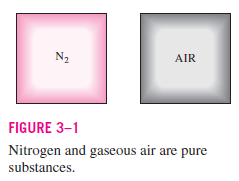 N₂
AIR
FIGURE 3–1
Nitrogen and gaseous air are pure
substances.